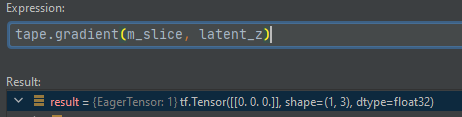 Expression:
tape.gradient(m_slice, latent_z)
Result:
result = {EagerTensor: 1} tf.Tensor([[0. 0. 0.]], shape=(1, 3), dtype=float32)